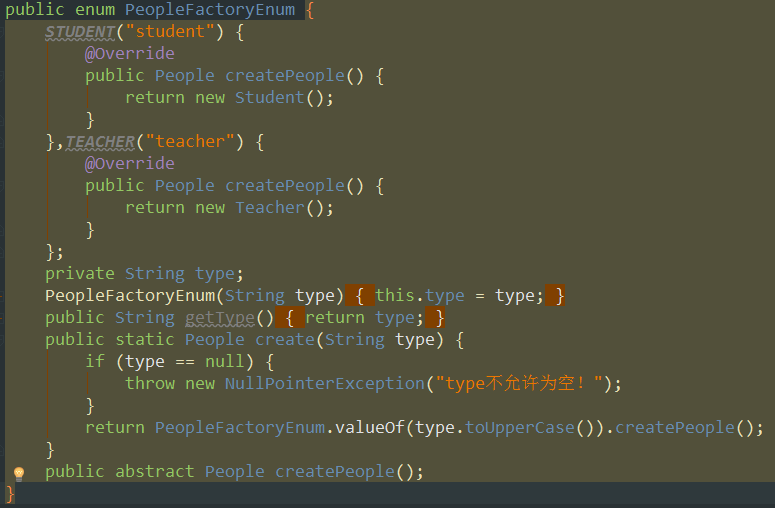 public enum PeopleFactoryEnum {
    STUDENT("student") {
        @Override
        public People createPeople() {
            return new Student();
        }
    },TEACHER("teacher") {
        @Override
        public People createPeople() {
            return new Teacher();
        }
    };
    private String type;
    PeopleFactoryEnum(String type) { this.type = type; }
    public String getType() { return type; }
    public static People create(String type) {
        if (type == null) {
            throw new NullPointerException("type不允许为空！");
        }
        return PeopleFactoryEnum.valueOf(type.toUpperCase()).createPeople();
    }
    public abstract People createPeople();
}